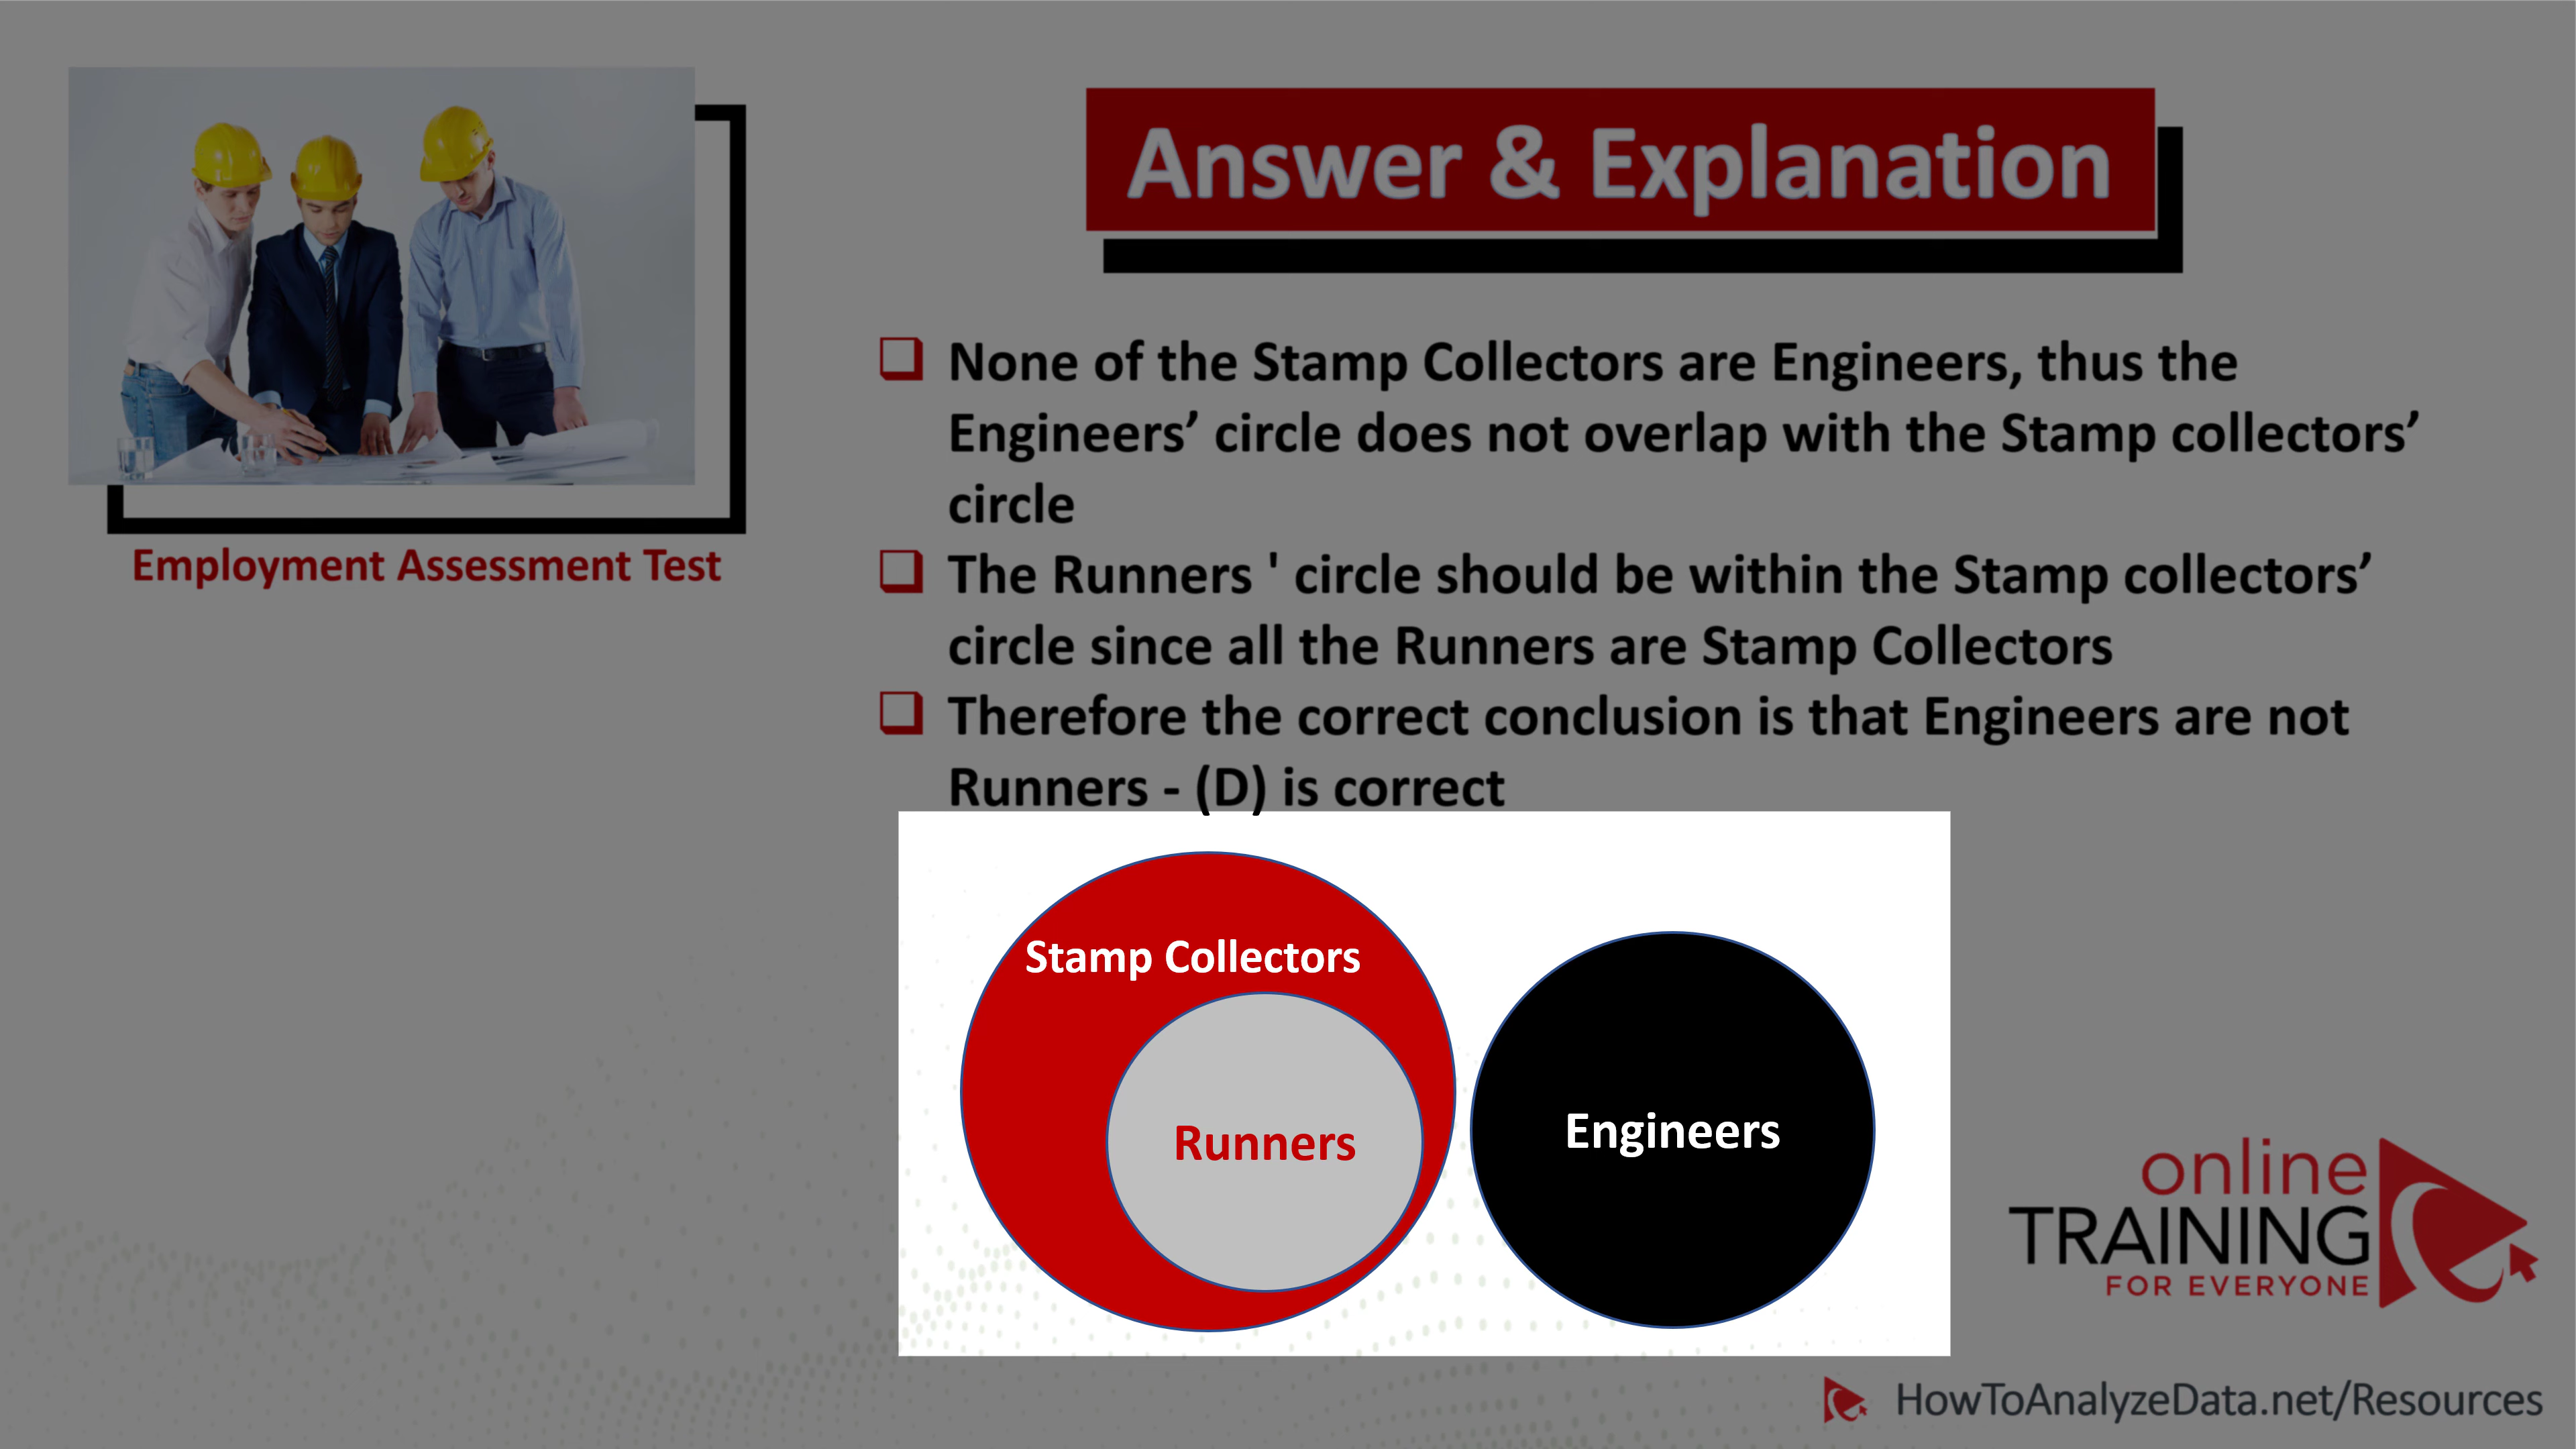 Answer & Explanation
❑ None of the Stamp Collectors are Engineers, thus the
Engineers’ circle does not overlap with the Stamp collectors’
circle
❑ The Runners ' circle should be within the Stamp collectors’
circle since all the Runners are Stamp Collectors
❑ Therefore the correct conclusion is that Engineers are not
Runners - (D) is correct
Employment Assessment Test
Stamp Collectors
Runners
Engineers
online
TRAINING
FOR EVERYONE
HowToAnalyzeData.net/Resources